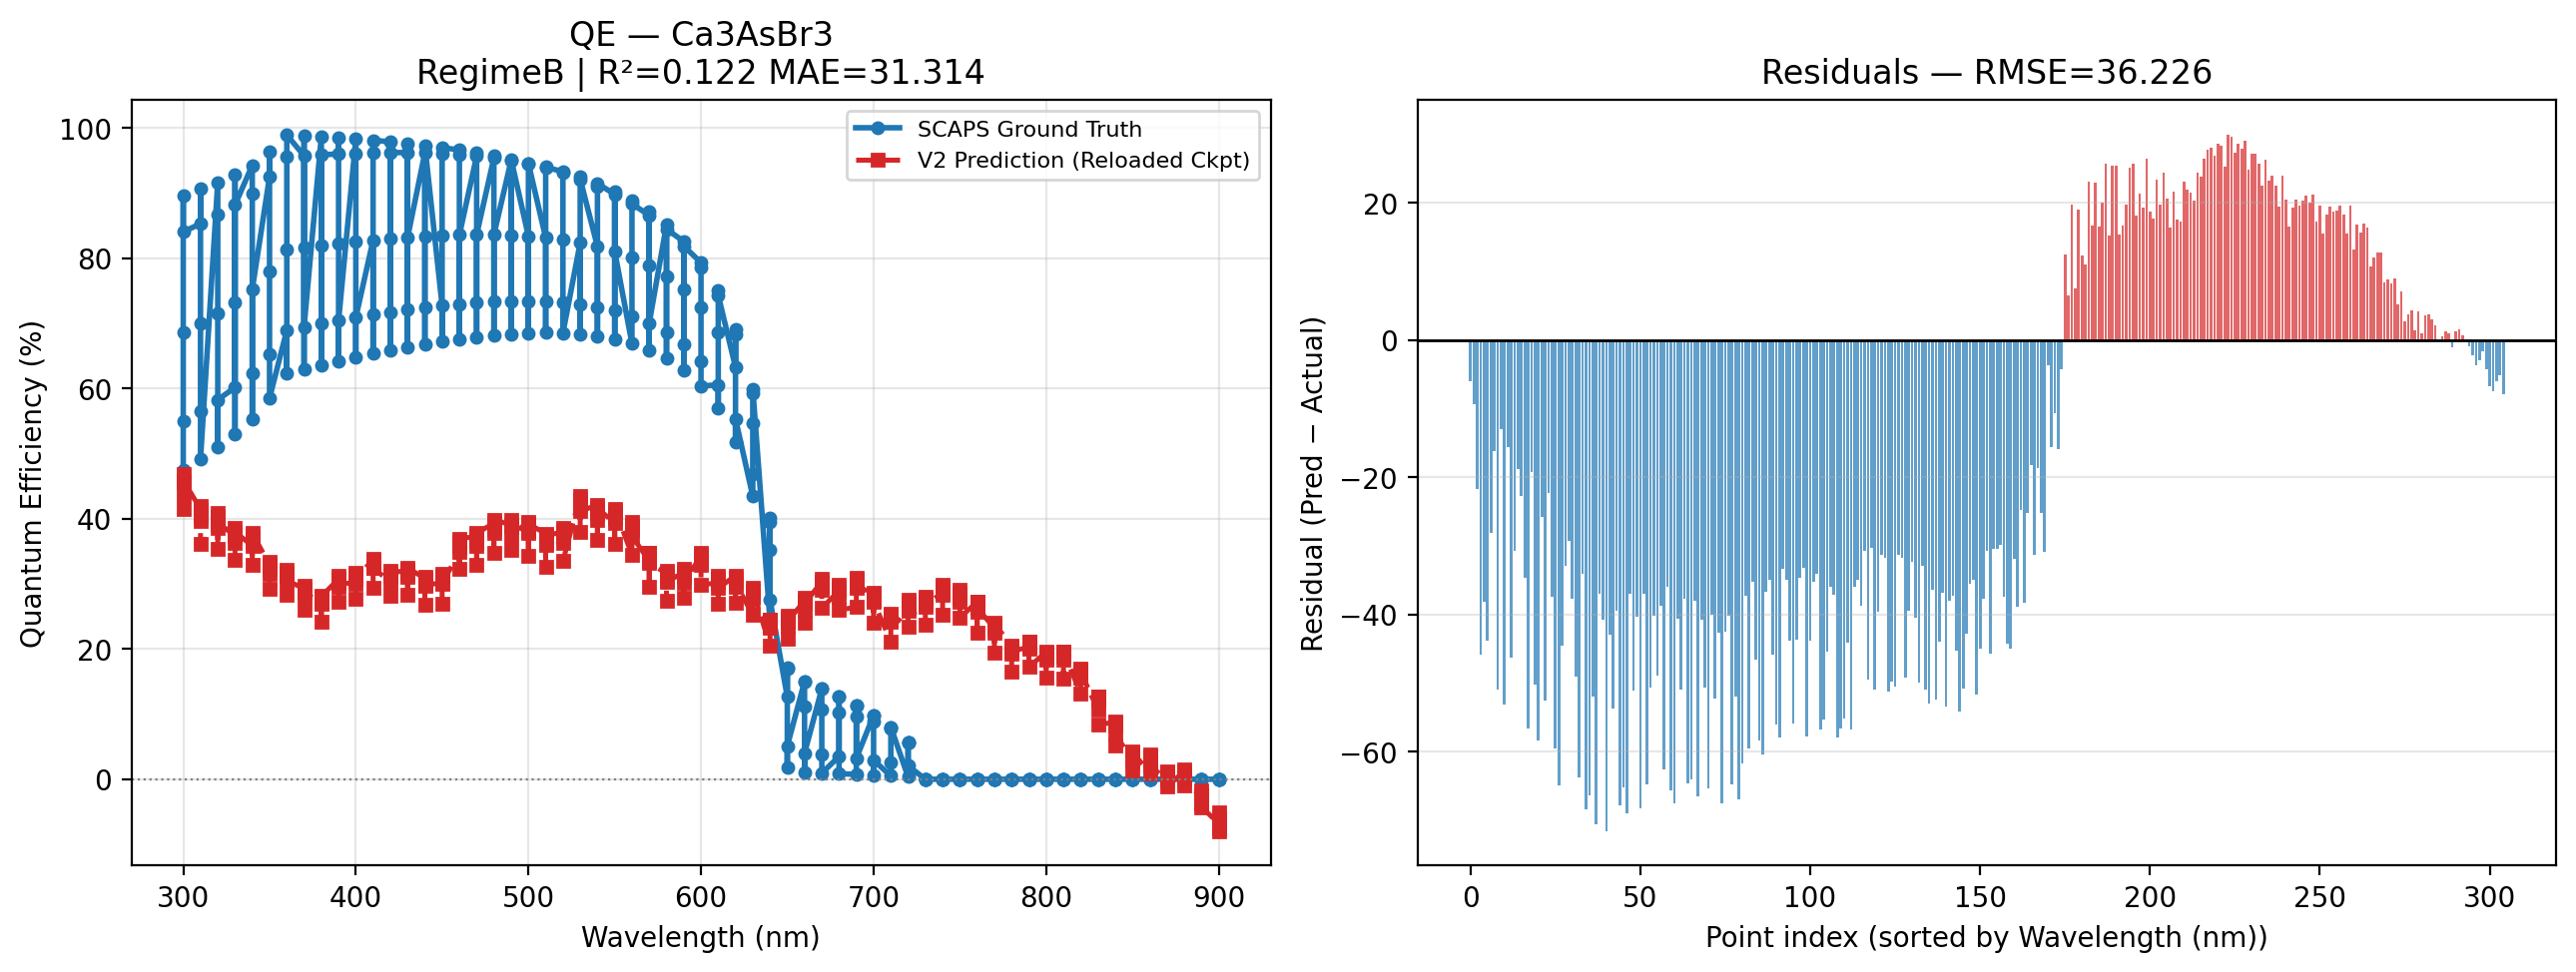 QE — Ca3AsBr3
RegimeB | R²=0.122 MAE=31.314
Quantum Efficiency (%)
100
80
60
40
20
0
SCAPS Ground Truth
V2 Prediction (Reloaded Ckpt)
300
400
500
600
700
800
900
Wavelength (nm)
Residuals — RMSE=36.226
Residual (Pred − Actual)
20
0
−20
−40
−60
0
50
100
150
200
250
300
Point index (sorted by Wavelength (nm))